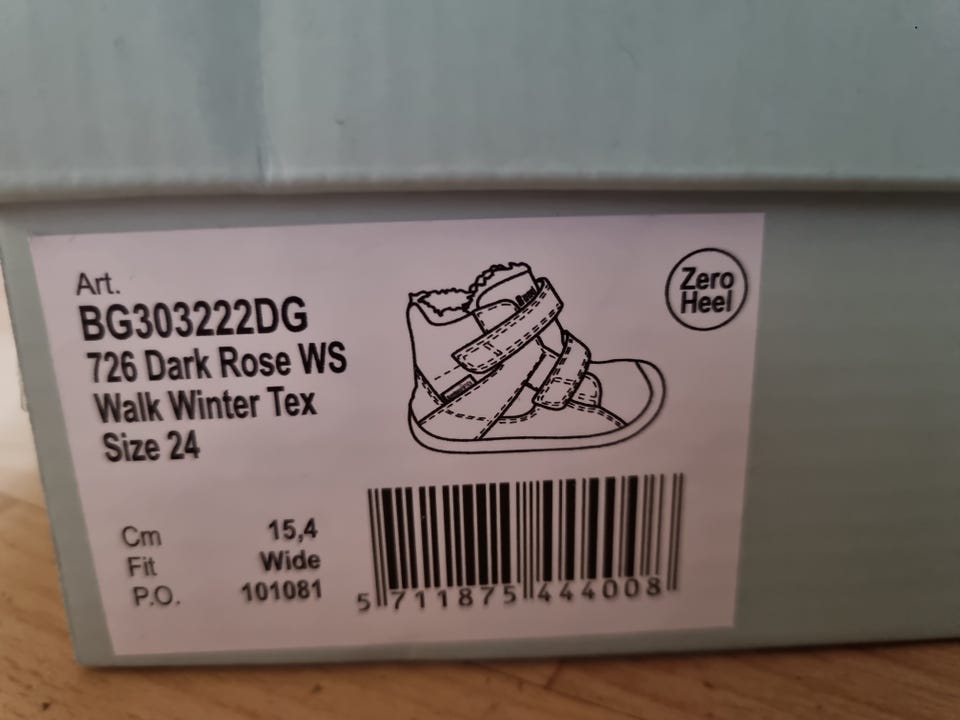 Art.
BG303222DG
726 Dark Rose WS
Walk Winter Tex
Size 24
Zero
Heel
Cm 15,4
Fit Wide
P.O. 101081
5 711875 444008